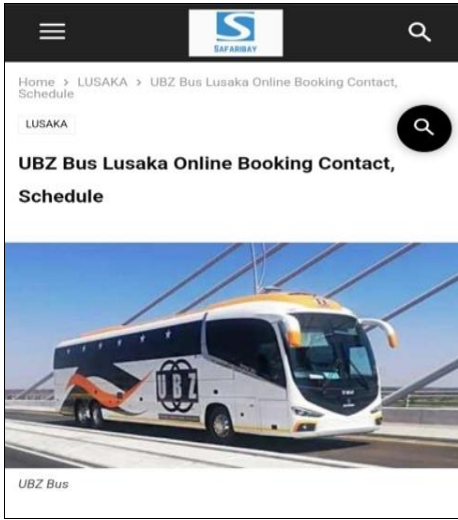 SAFARIBAY
Home > LUSAKA > UBZ Bus Lusaka Online Booking Contact,
Schedule
LUSAKA
UBZ Bus Lusaka Online Booking Contact,
Schedule
UBZ
UBZ Bus